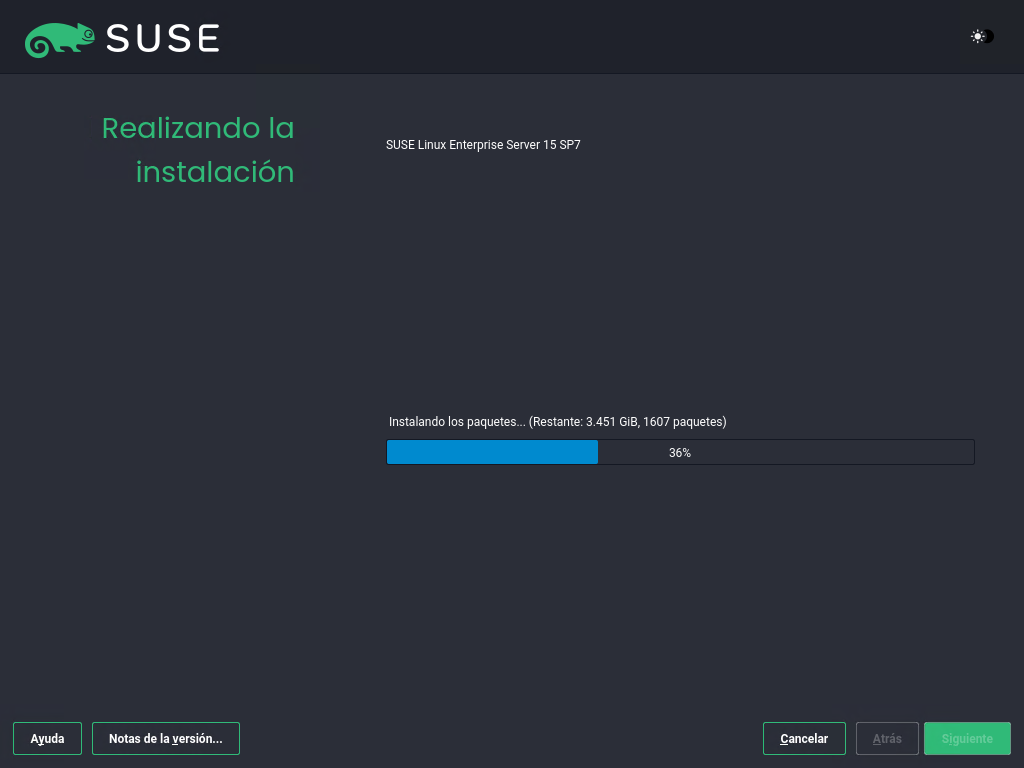 SUSE
Realizando la
instalación
SUSE Linux Enterprise Server 15 SP7
Instalando los paquetes... (Restante: 3.451 GiB, 1607 paquetes)
36%
Ayuda
Notas de la versión...
Cancelar
Atrás
Siguiente